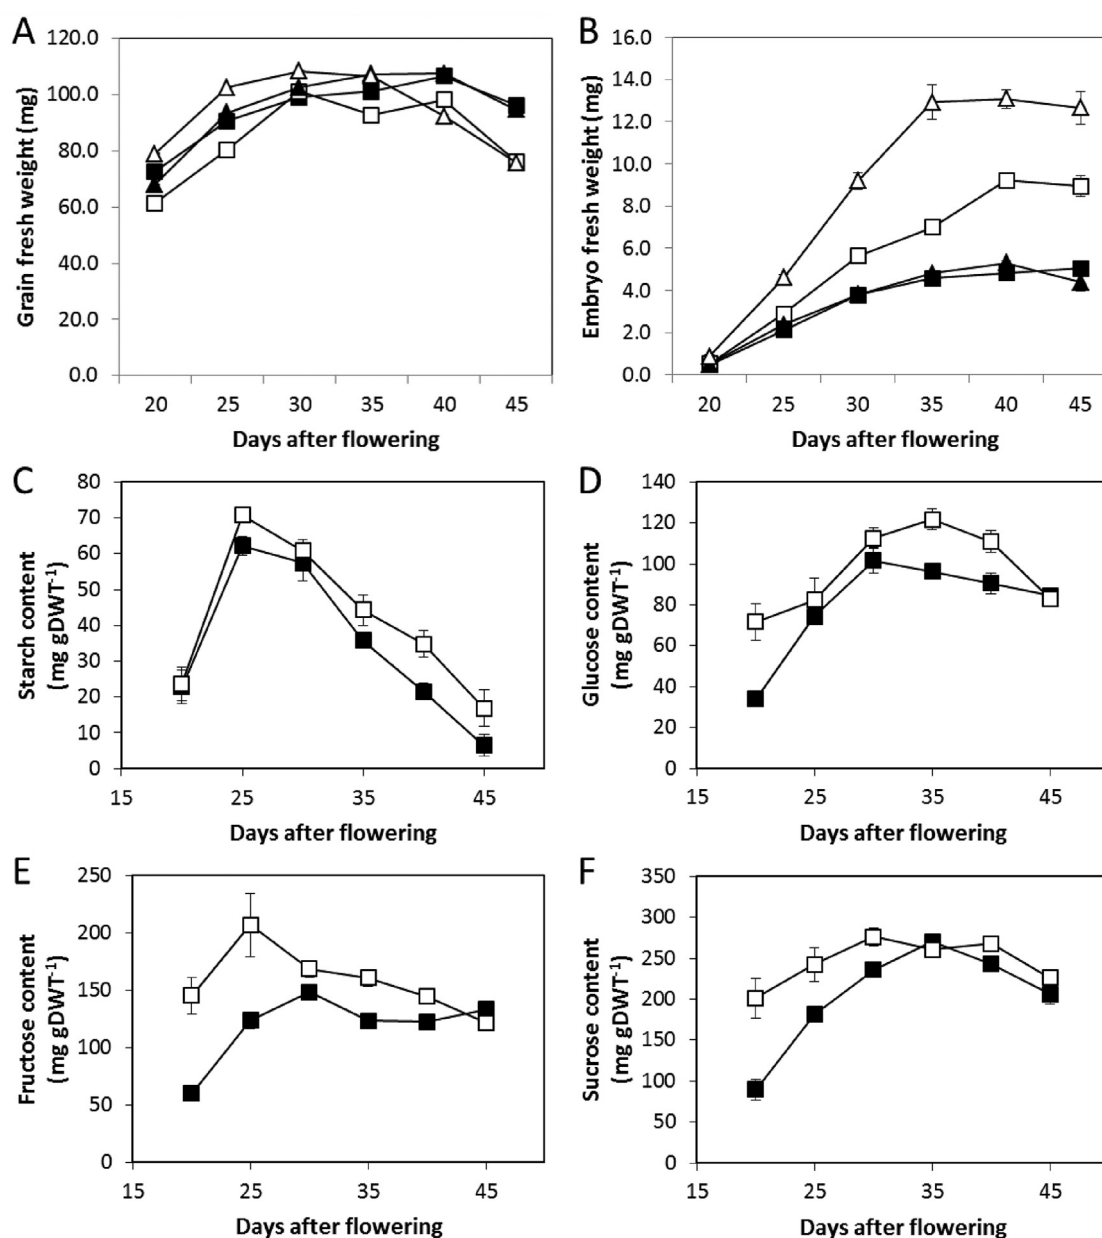 A
120.0
100.0
80.0
60.0
40.0
20.0
0.0
Grain fresh weight (mg)
20 25 30 35 40 45
Days after flowering
B
16.0
14.0
12.0
10.0
8.0
6.0
4.0
2.0
0.0
Embryo fresh weight (mg)
20 25 30 35 40 45
Days after flowering
C
80
70
60
50
40
30
20
10
0
Starch content
(mg gDWT-1)
15 25 35 45
Days after flowering
D
140
120
100
80
60
40
20
0
Glucose content
(mg gDWT-1)
15 25 35 45
Days after flowering
E
250
200
150
100
50
0
Fructose content
(mg gDWT-1)
15 25 35 45
Days after flowering
F
350
300
250
200
150
100
50
0
Sucrose content
(mg gDWT-1)
15 25 35 45
Days after flowering